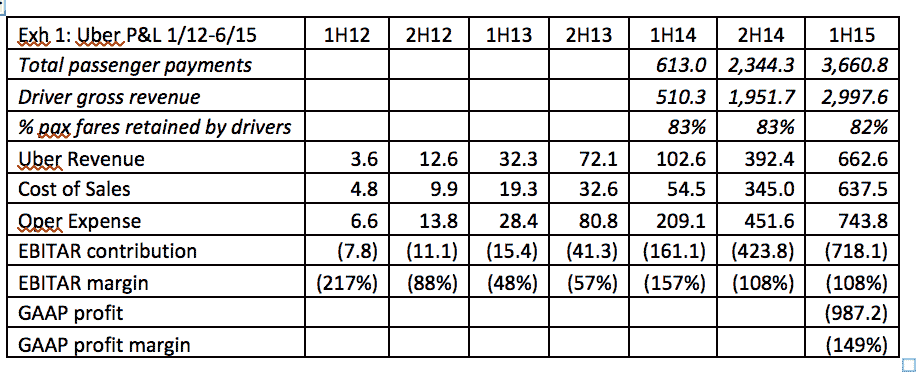 Exh 1: Uber P&L 1/12-6/15 1H12 2H12 1H13 2H13 1H14 2H14 1H15
Total passenger payments 613.0 2,344.3 3,660.8
Driver gross revenue 510.3 1,951.7 2,997.6
% pax fares retained by drivers 83% 83% 82%
Uber Revenue 3.6 12.6 32.3 72.1 102.6 392.4 662.6
Cost of Sales 4.8 9.9 19.3 32.6 54.5 345.0 637.5
Oper Expense 6.6 13.8 28.4 80.8 209.1 451.6 743.8
EBITAR contribution (7.8) (11.1) (15.4) (41.3) (161.1) (423.8) (718.1)
EBITAR margin (217%) (88%) (48%) (57%) (157%) (108%) (108%)
GAAP profit (987.2)
GAAP profit margin (149%)